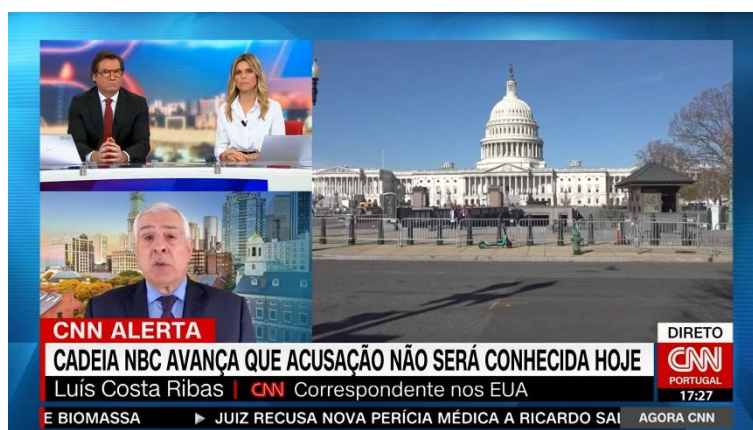 CNN ALERTA
DIRETO
CADEIA NBC AVANÇA QUE ACUSAÇÃO NÃO SERÁ CONHECIDA HOJE
CNN
PORTUGAL
Luís Costa Ribas | CNN Correspondente nos EUA
17:27
E BIOMASSA ▶ JUIZ RECUSA NOVA PERÍCIA MÉDICA A RICARDO
AGORA CNN